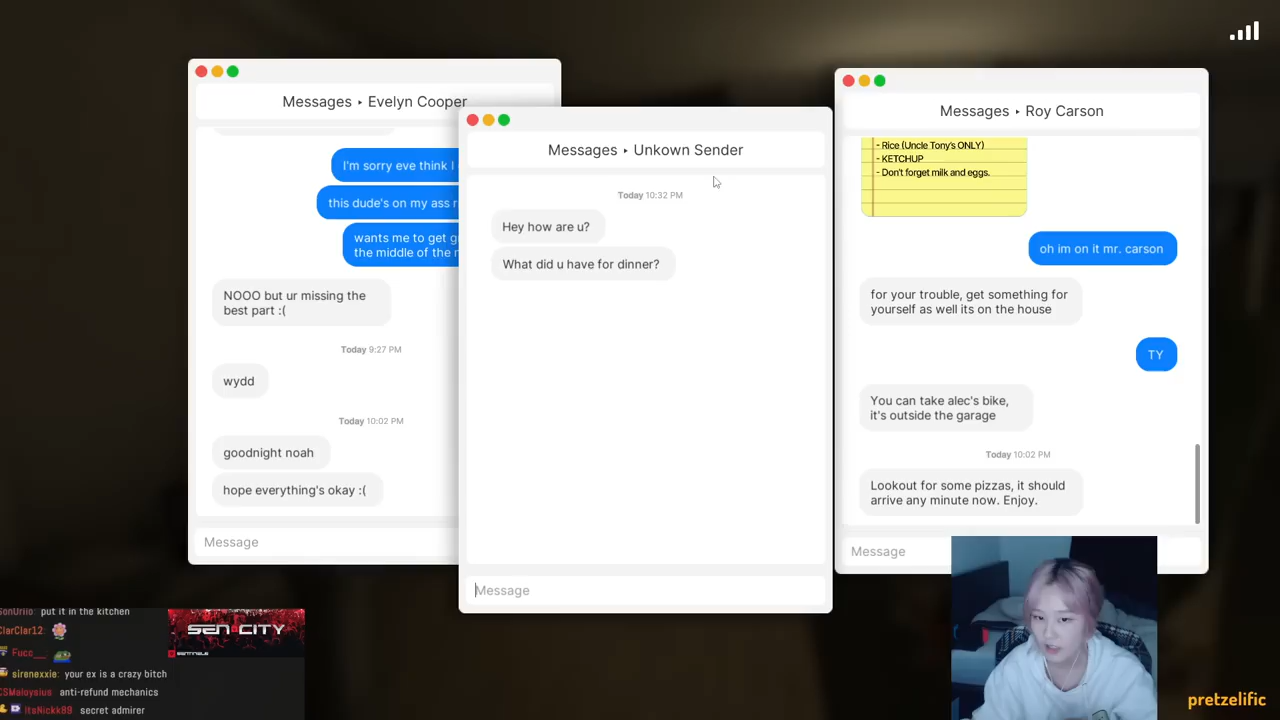 Messages ▸ Evelyn Cooper
I'm sorry eve think I
this dude's on my ass
wants me to get
the middle of the
NOOO but ur missing the
best part :(
Today 9:27 PM
wydd
Today 10:02 PM
goodnight noah
hope everything's okay :(
Message
Messages ▸ Unkown Sender
Today 10:32 PM
Hey how are u?
What did u have for dinner?
Message
Messages ▸ Roy Carson
- Rice (Uncle Tony's ONLY)
- KETCHUP
- Don't forget milk and eggs.
oh im on it mr. carson
for your trouble, get something for
yourself as well its on the house
TY
You can take alec's bike,
it's outside the garage
Today 10:02 PM
Lookout for some pizzas, it should
arrive any minute now. Enjoy.
Message
put it in the kitchen
ClarClar12:
Fucc__:
sirenexxie: your ex is a crazy bitch
CSMaloysius anti-refund mechanics
ItsNickk89 secret admirer
SEN CITY
SENTINELS
pretzelific